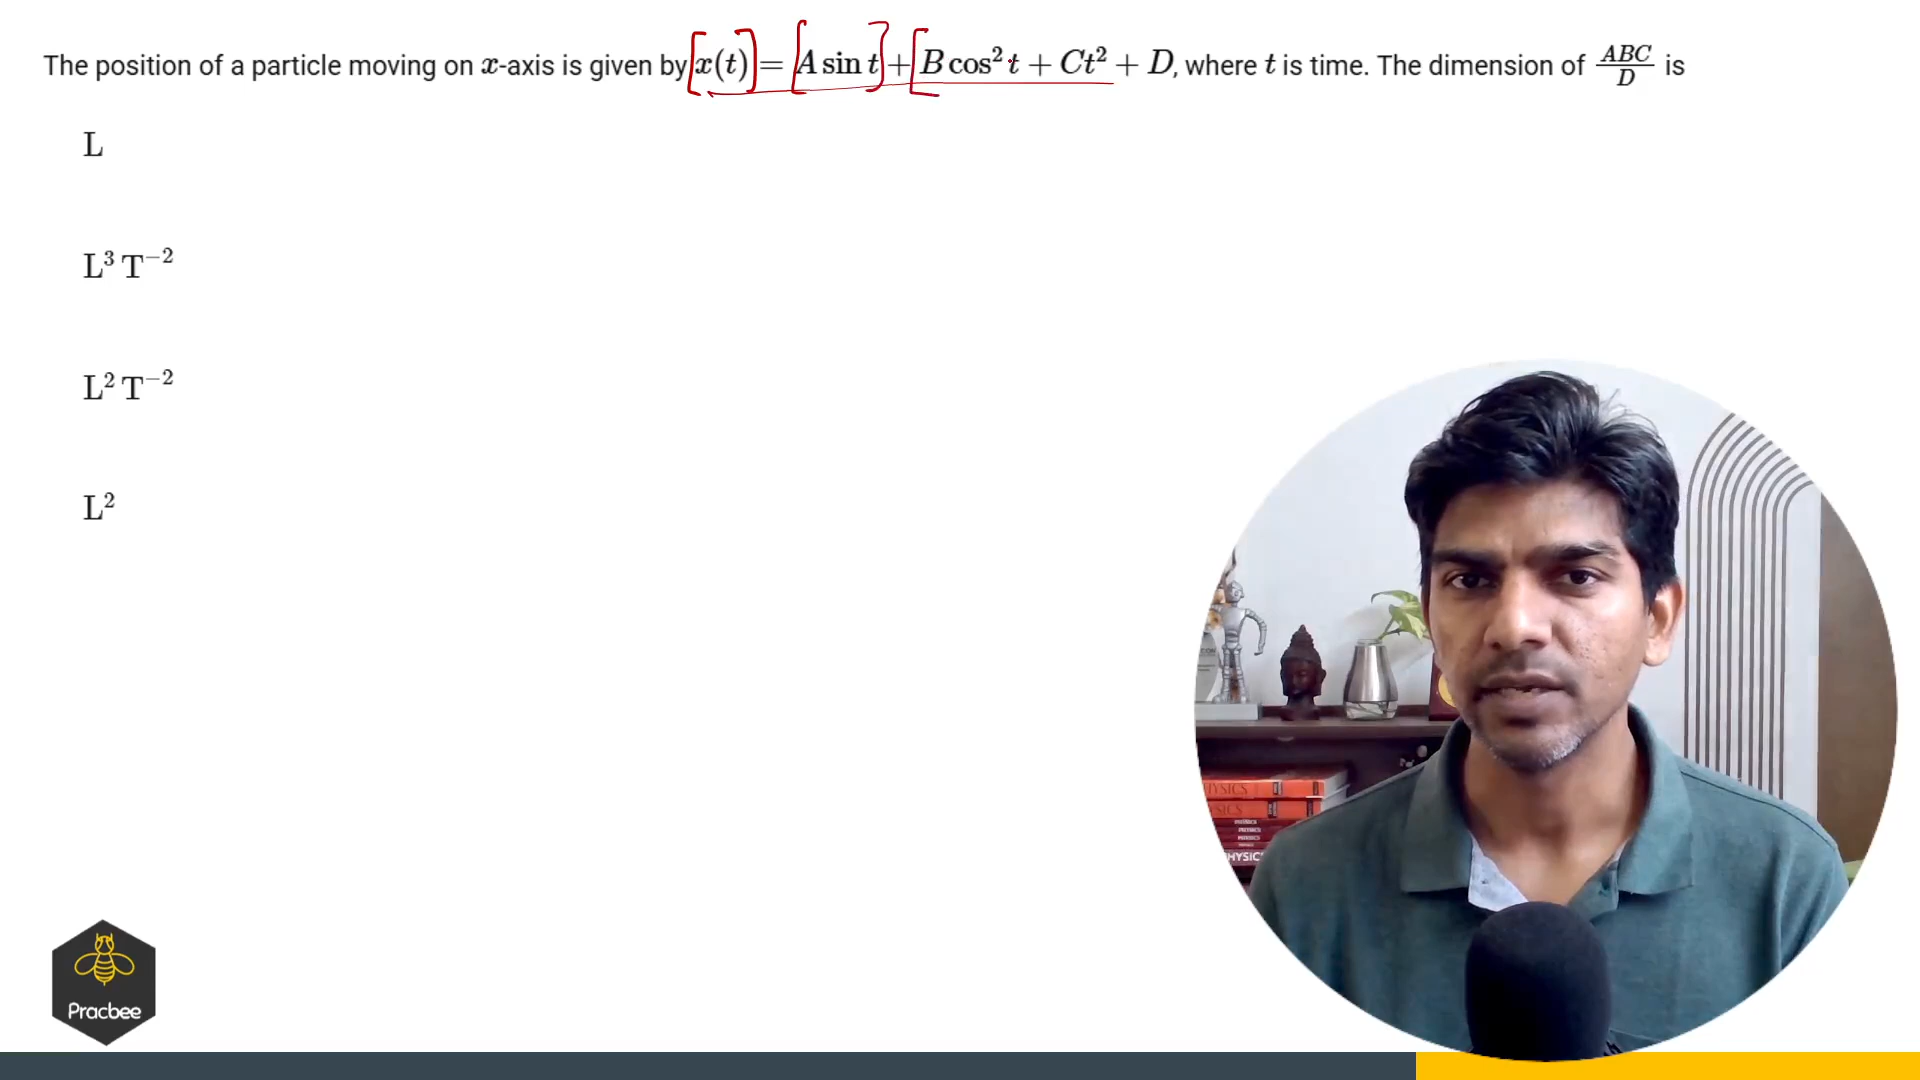 The position of a particle moving on x-axis is given by [x(t)] = [A sin t] + [B cos² t + Ct² + D, where t is time. The dimension of ABC/D is
L
L³ T⁻²
L² T⁻²
L²
PHYSICS
Pracbee